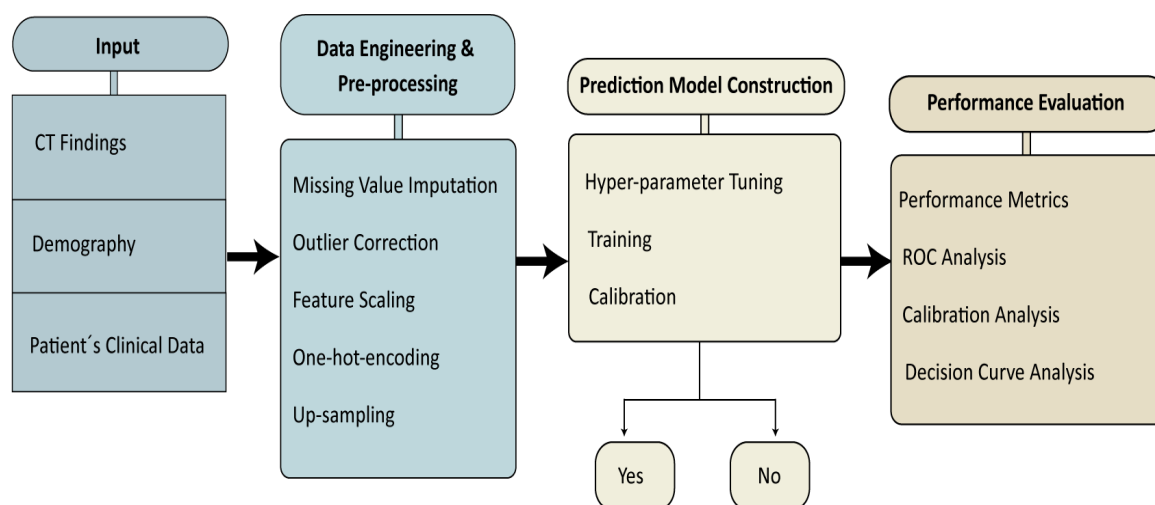 Input
CT Findings
Demography
Patient´s Clinical Data
Data Engineering &
Pre-processing
Missing Value Imputation
Outlier Correction
Feature Scaling
One-hot-encoding
Up-sampling
Prediction Model Construction
Hyper-parameter Tuning
Training
Calibration
Yes
No
Performance Evaluation
Performance Metrics
ROC Analysis
Calibration Analysis
Decision Curve Analysis